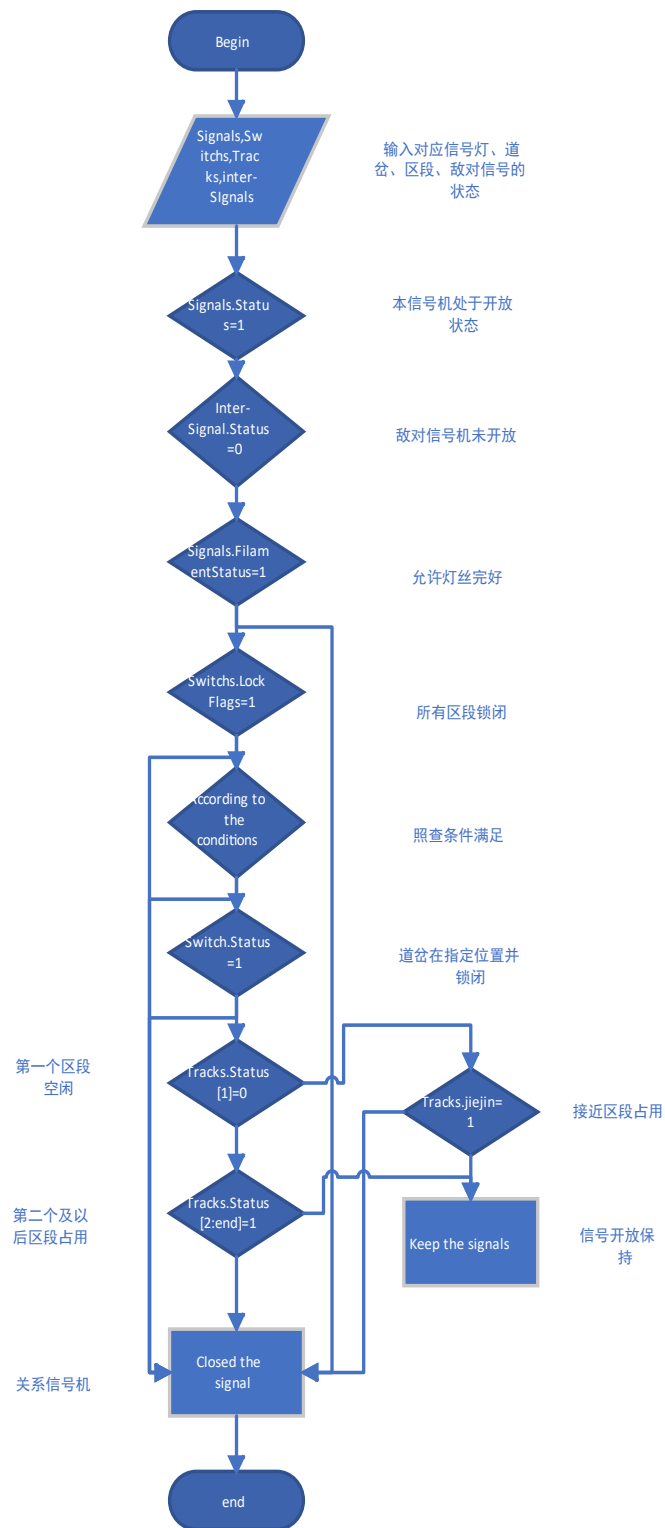 Begin
Signals,Sw
itchs,Trac
ks,inter-
SIgnals
输入对应信号灯、道
岔、区段、敌对信号的
状态
Signals.Statu
s=1
本信号机处于开放
状态
Inter-
Signal.Status
=0
敌对信号机未开放
Signals.Filam
entStatus=1
允许灯丝完好
Switchs.Lock
Flags=1
所有区段锁闭
According to
the
conditions
照查条件满足
Switch.Status
=1
道岔在指定位置并
锁闭
第一个区段
空闲
Tracks.Status
[1]=0
Tracks.jiejin=
1
接近区段占用
第二个及以
后区段占用
Tracks.Status
[2:end]=1
Keep the signals
信号开放保
持
关系信号机
Closed the
signal
end